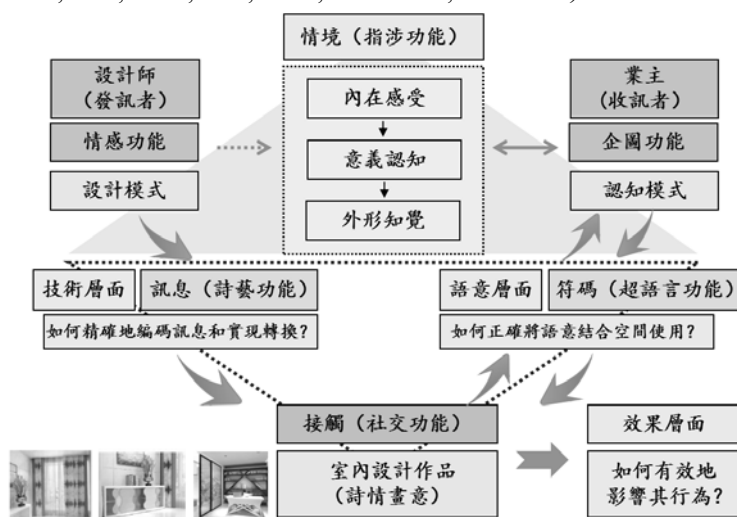 情境（指涉功能）
設計師
（發訊者）
情感功能
設計模式
內在感受
意義認知
外形知覺
業主
（收訊者）
企圖功能
認知模式
技術層面
訊息（詩藝功能）
如何精確地編碼訊息和實現轉換？
語意層面
符碼（超語言功能）
如何正確將語意結合空間使用？
接觸（社交功能）
室內設計作品
（詩情畫意）
效果層面
如何有效地
影響其行為？